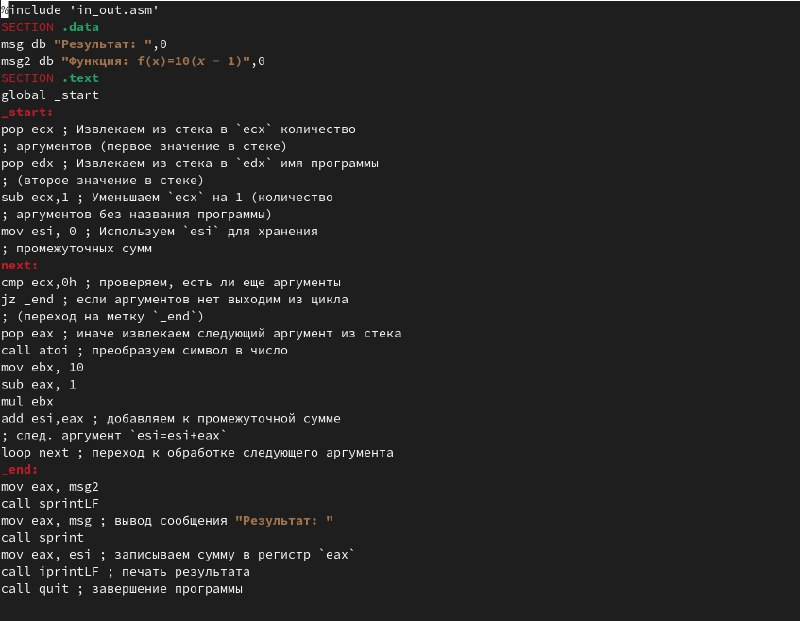 %include 'in_out.asm'
SECTION .data
msg db "Результат: ",0
msg2 db "Функция: f(x)=10(x - 1)",0
SECTION .text
global _start
_start:
pop ecx ; Извлекаем из стека в `ecx` количество
; аргументов (первое значение в стеке)
pop edx ; Извлекаем из стека в `edx` имя программы
; (второе значение в стеке)
sub ecx,1 ; Уменьшаем `ecx` на 1 (количество
; аргументов без названия программы)
mov esi, 0 ; Используем `esi` для хранения
; промежуточных сумм
next:
cmp ecx,0h ; проверяем, есть ли еще аргументы
jz _end ; если аргументов нет выходим из цикла
; (переход на метку `_end`)
pop eax ; иначе извлекаем следующий аргумент из стека
call atoi ; преобразуем символ в число
mov ebx, 10
sub eax, 1
mul ebx
add esi,eax ; добавляем к промежуточной сумме
; след. аргумент `esi=esi+eax`
loop next ; переход к обработке следующего аргумента
_end:
mov eax, msg2
call sprintLF
mov eax, msg ; вывод сообщения "Результат: "
call sprint
mov eax, esi ; записываем сумму в регистр `eax`
call iprintLF ; печать результата
call quit ; завершение программы